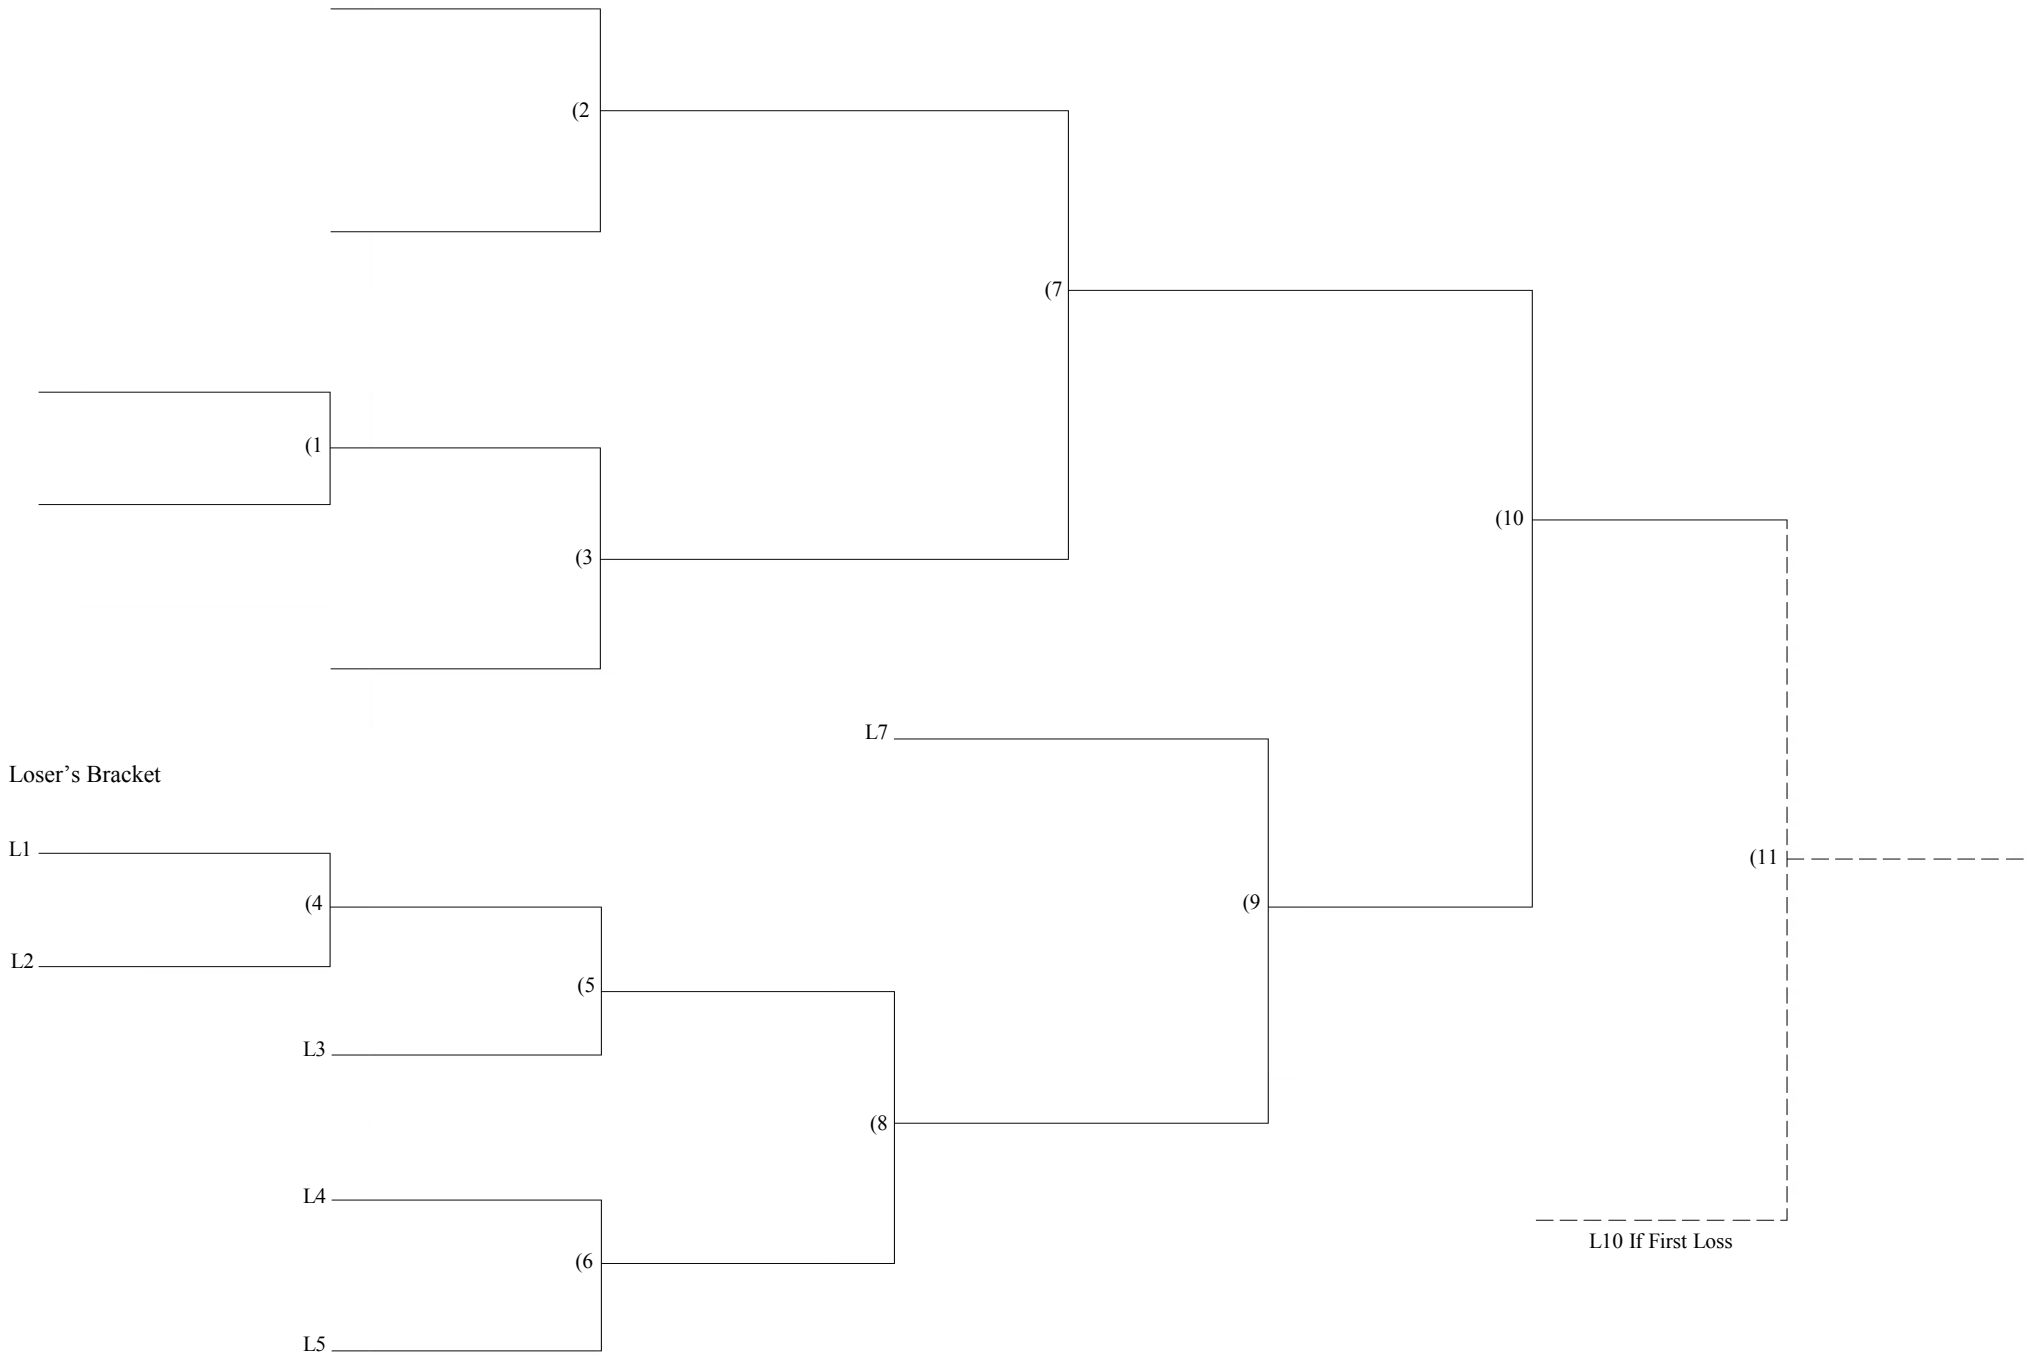 (2
(7
(1
(10
(3
L7
Loser’s Bracket
L1
(11
(4
(9
L2
(5
L3
(8
L4
L10 If First Loss
(6
L5